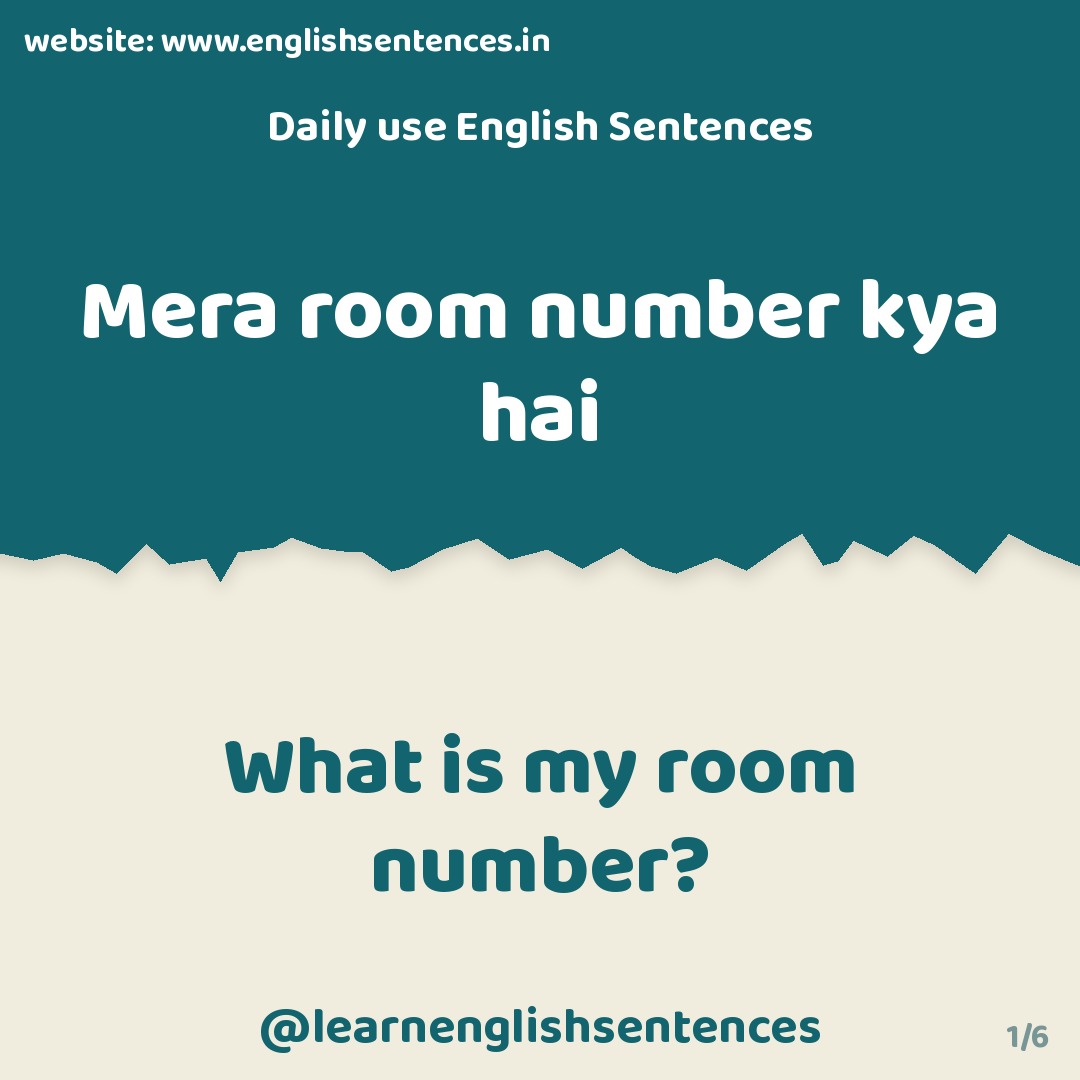 website: www.englishsentences.in
Daily use English Sentences
Mera room number kya
hai
What is my room
number?
@learnenglishsentences
1/6